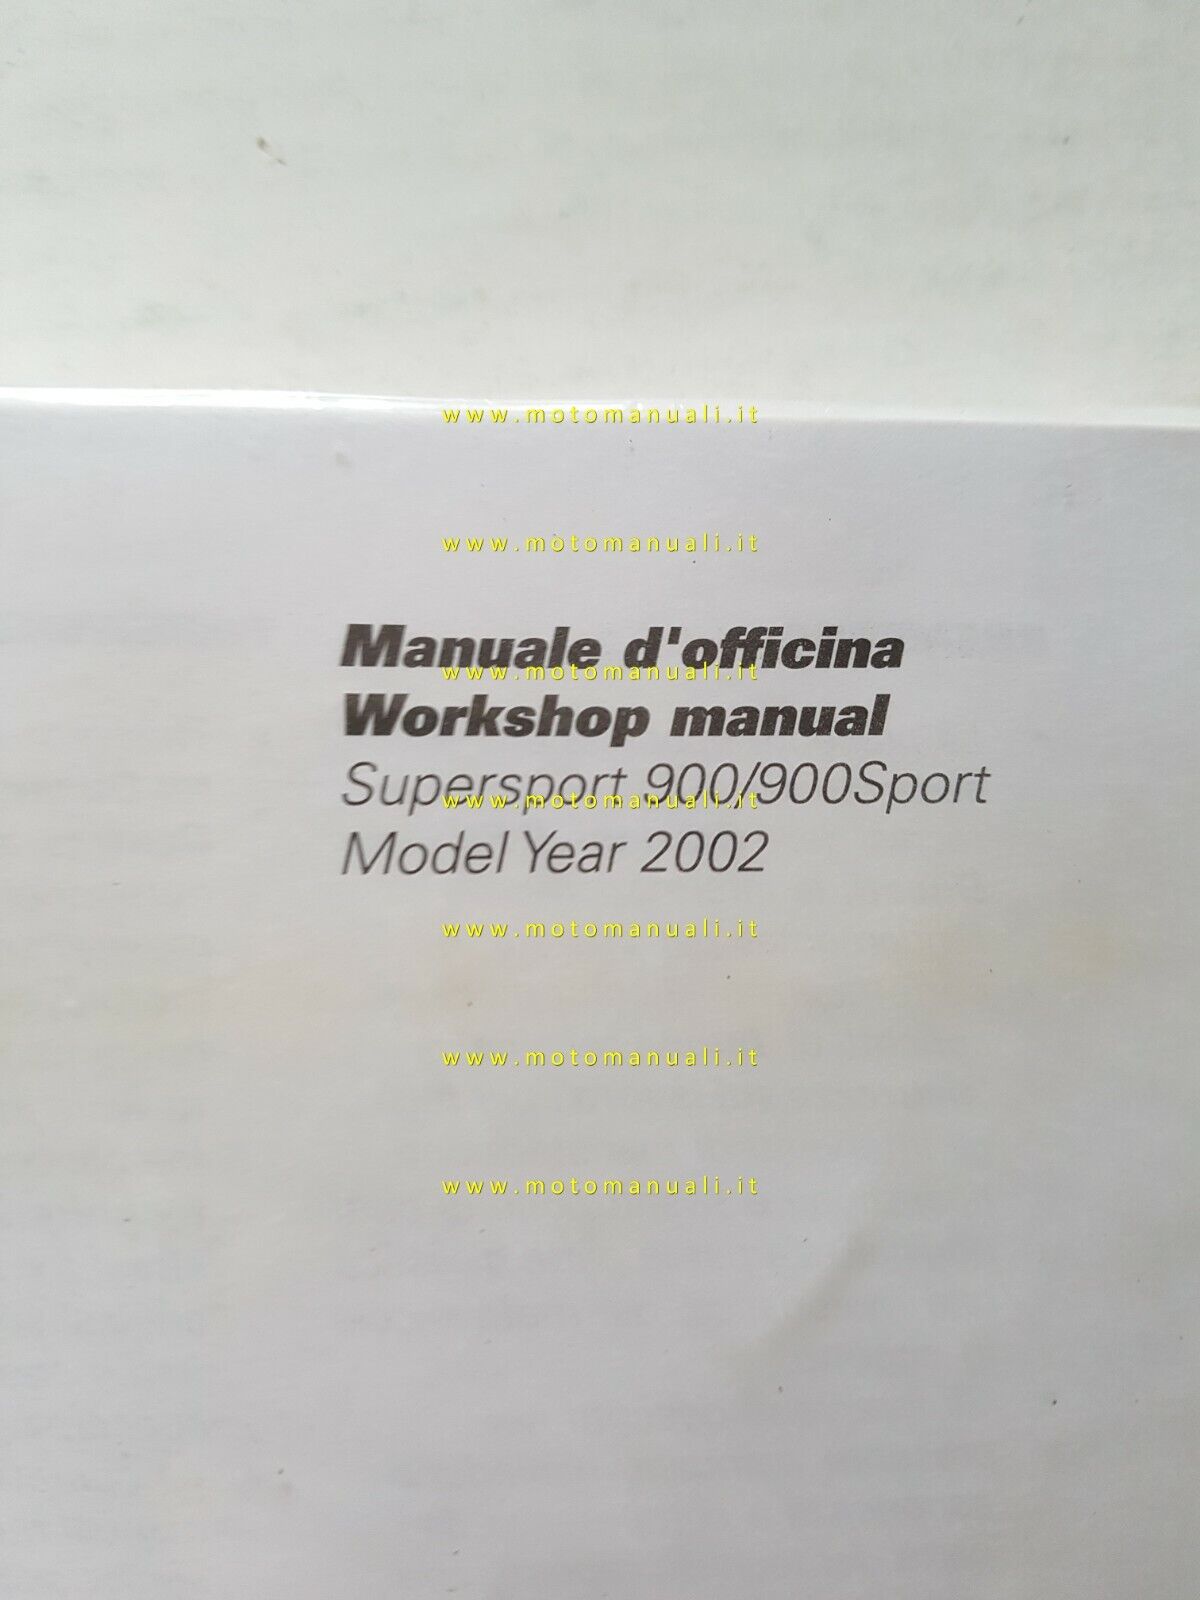 www.motomanuali.it
www.motomanuali.it
Manuale d'officina
www.motomanuali.it
Workshop manual
Supersport 900/900Sport
www.motomanuali.it
Model Year 2002
www.motomanuali.it
www.motomanuali.it
www.motomanuali.it